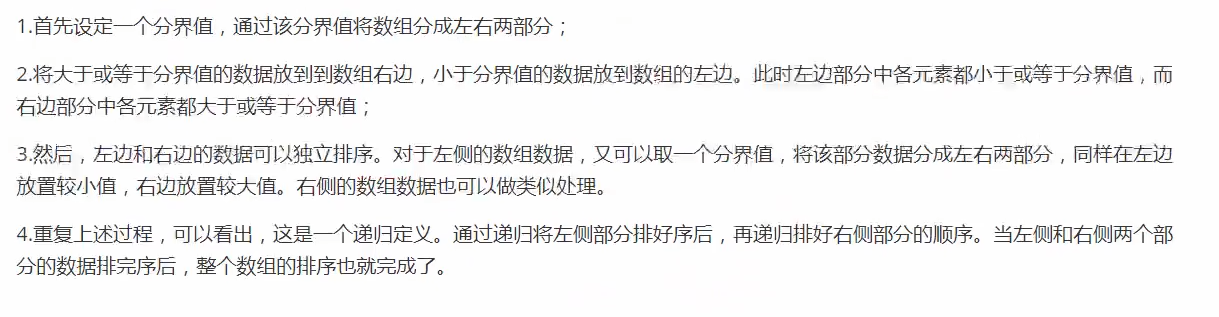 1.首先设定一个分界值，通过该分界值将数组分成左右两部分；
2.将大于或等于分界值的数据放到到数组右边，小于分界值的数据放到数组的左边。此时左边部分中各元素都小于或等于分界值，而
右边部分中各元素都大于或等于分界值；
3.然后，左边和右边的数据可以独立排序。对于左侧的数组数据，又可以取一个分界值，将该部分数据分成左右两部分，同样在左边
放置较小值，右边放置较大值。右侧的数组数据也可以做类似处理。
4.重复上述过程，可以看出，这是一个递归定义。通过递归将左侧部分排好序后，再递归排好右侧部分的顺序。当左侧和右侧两个部
分的数据排完序后，整个数组的排序也就完成了。